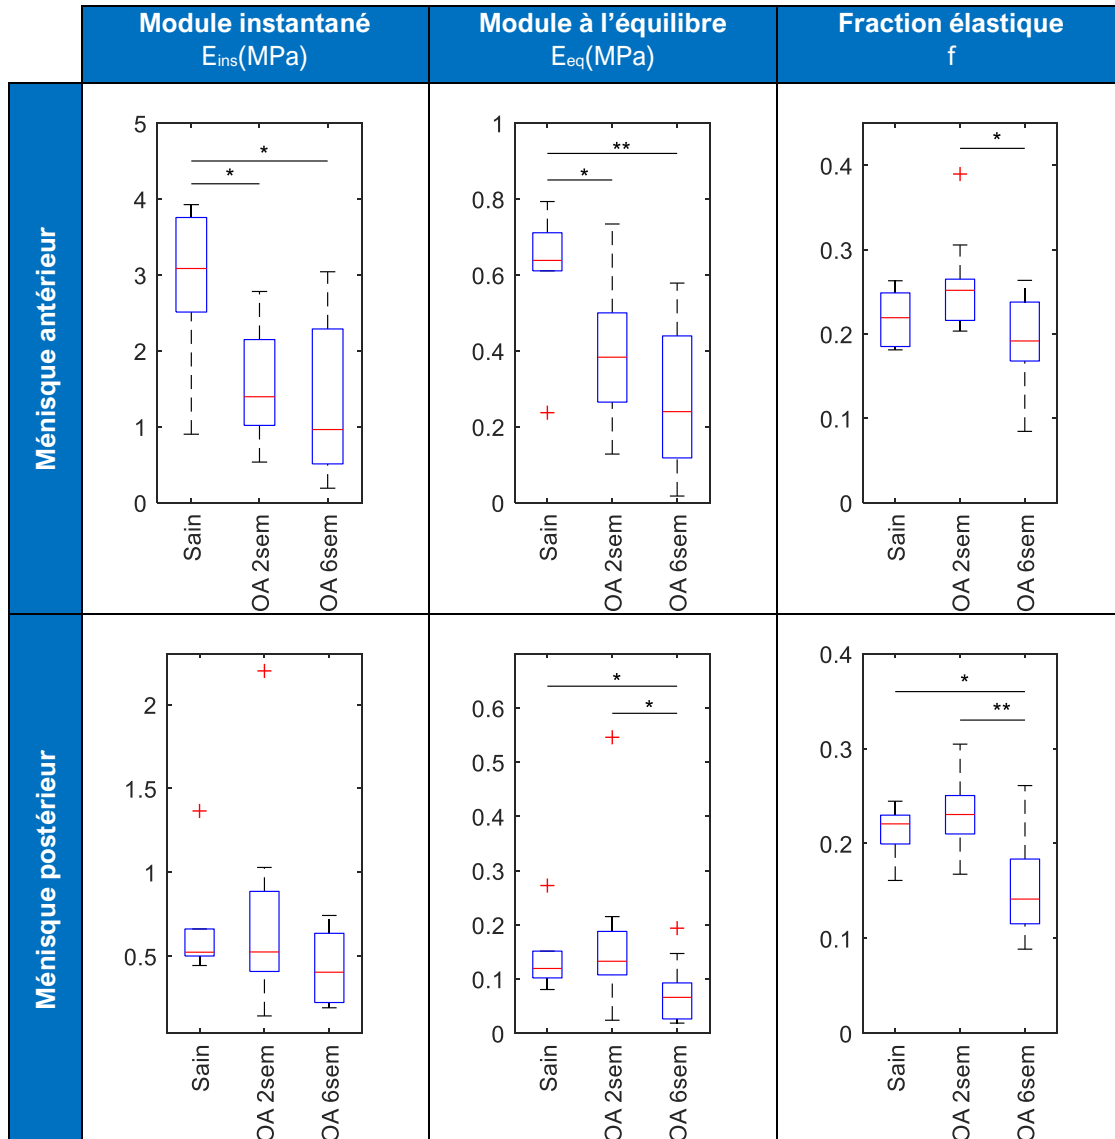 Module instantané
Eins(MPa)
Module à l'équilibre
Eeq(MPa)
Fraction élastique
f
Ménisque antérieur
5
4
3
2
1
0
*
*
Sain
OA 2sem
OA 6sem
1
0.8
0.6
0.4
0.2
0
**
*
Sain
OA 2sem
OA 6sem
0.4
0.3
0.2
0.1
0
*
Sain
OA 2sem
OA 6sem
Ménisque postérieur
2
1.5
1
0.5
Sain
OA 2sem
OA 6sem
0.6
0.5
0.4
0.3
0.2
0.1
0
*
*
Sain
OA 2sem
OA 6sem
0.4
0.3
0.2
0.1
0
*
**
Sain
OA 2sem
OA 6sem